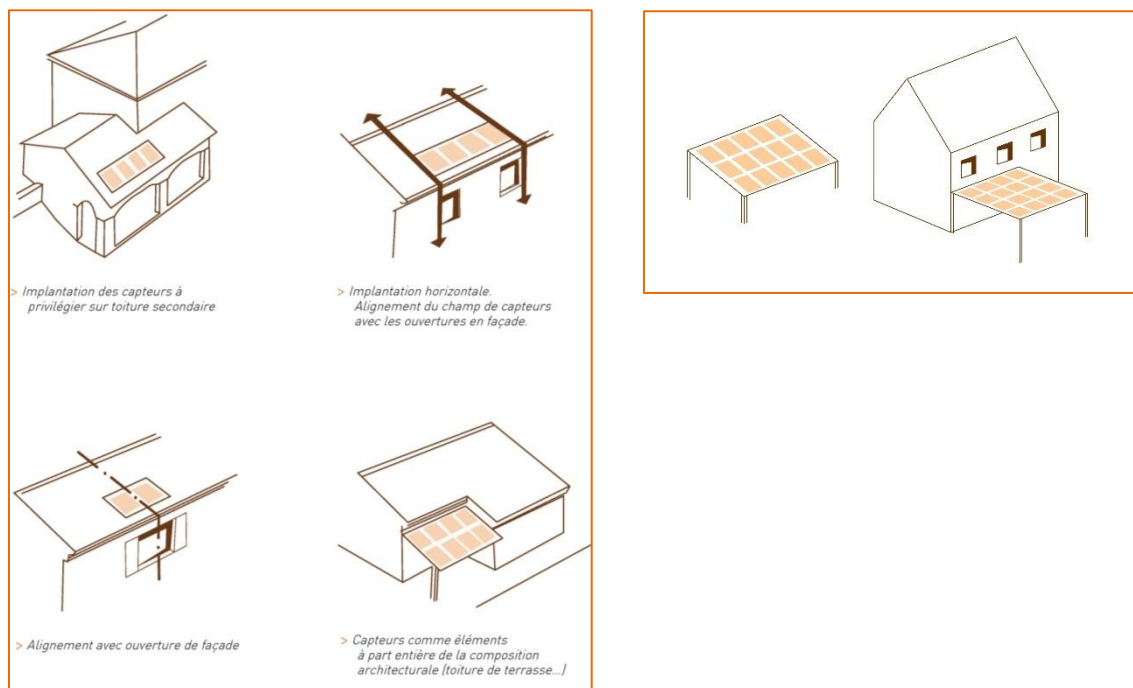 > Implantation des capteurs à
privilégier sur toiture secondaire
> Implantation horizontale.
Alignement du champ de capteurs
avec les ouvertures en façade.
> Alignement avec ouverture de façade
> Capteurs comme éléments
à part entière de la composition
architecturale (toiture de terrasse...)